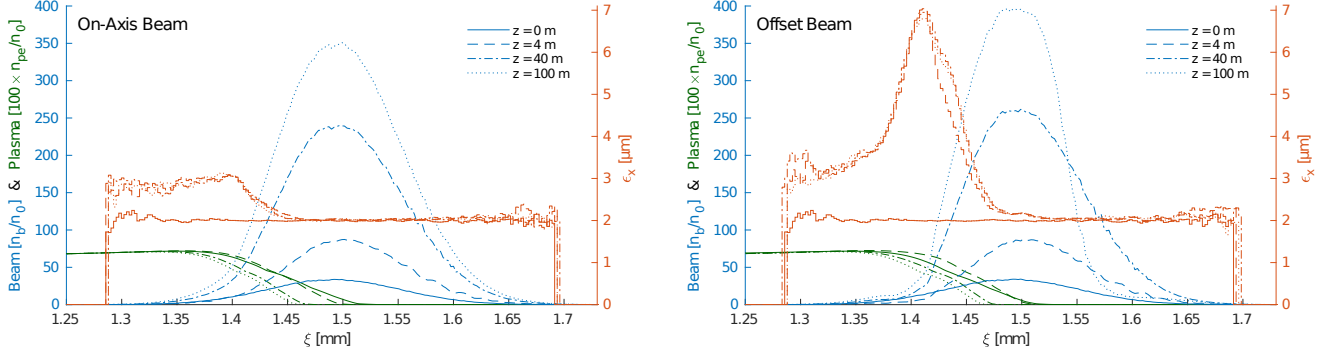 On-Axis Beam
Beam [n_b/n_0] & Plasma [100 × n_pe/n_0]
400
350
300
250
200
150
100
50
0
z = 0 m
z = 4 m
z = 40 m
z = 100 m
7
6
5
4
3
2
1
0
ϵ_x [μm]
1.25 1.3 1.35 1.4 1.45 1.5 1.55 1.6 1.65 1.7
ξ [mm]
Offset Beam
Beam [n_b/n_0] & Plasma [100 × n_pe/n_0]
400
350
300
250
200
150
100
50
0
z = 0 m
z = 4 m
z = 40 m
z = 100 m
7
6
5
4
3
2
1
0
ϵ_x [μm]
1.25 1.3 1.35 1.4 1.45 1.5 1.55 1.6 1.65 1.7
ξ [mm]